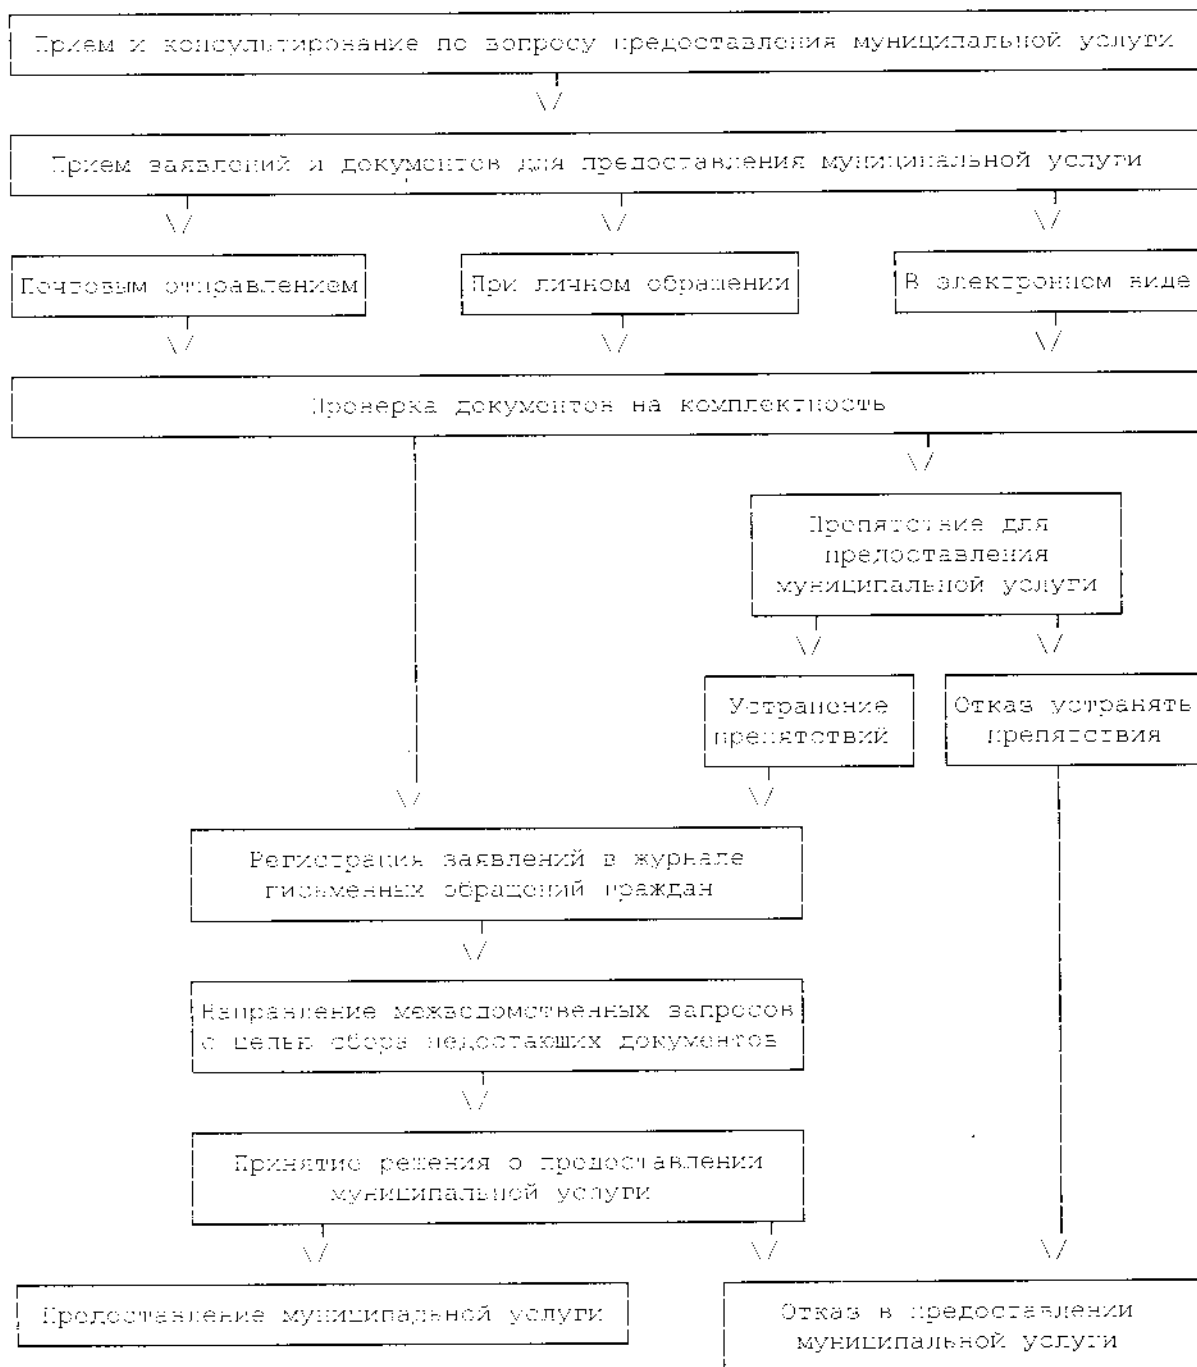 Прием и консультирование по вопросу предоставления муниципальной услуги
Прием заявлений и документов для предоставления муниципальной услуги
Почтовым отправлением
При личном обращении
В электронном виде
Проверка документов на комплектность
Препятствие для
предоставления
муниципальной услуги
Устранение
препятствий
Отказ устранять
препятствия
Регистрация заявлений в журнале
письменных обращений граждан
Направление межведомственных запросов
с целью сбора недостающих документов
Принятие решения о предоставлении
муниципальной услуги
Предоставление муниципальной услуги
Отказ в предоставлении
муниципальной услуги